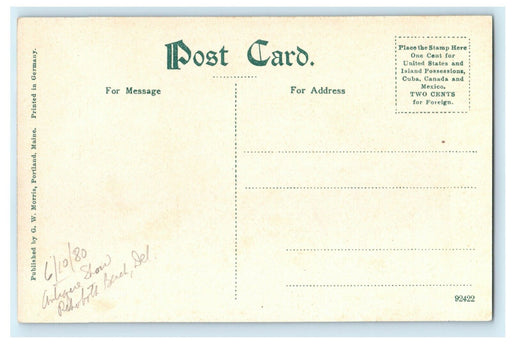 Post Card.
For Message
For Address
Place the Stamp Here
One Cent for
United States and
Island Possessions,
Cuba, Canada and
Mexico.
TWO CENTS
for Foreign.
Published by G. W. Morris, Portland, Maine. Printed in Germany.
6/10/80
Antique Show
Rehoboth Beach, Del.
92422